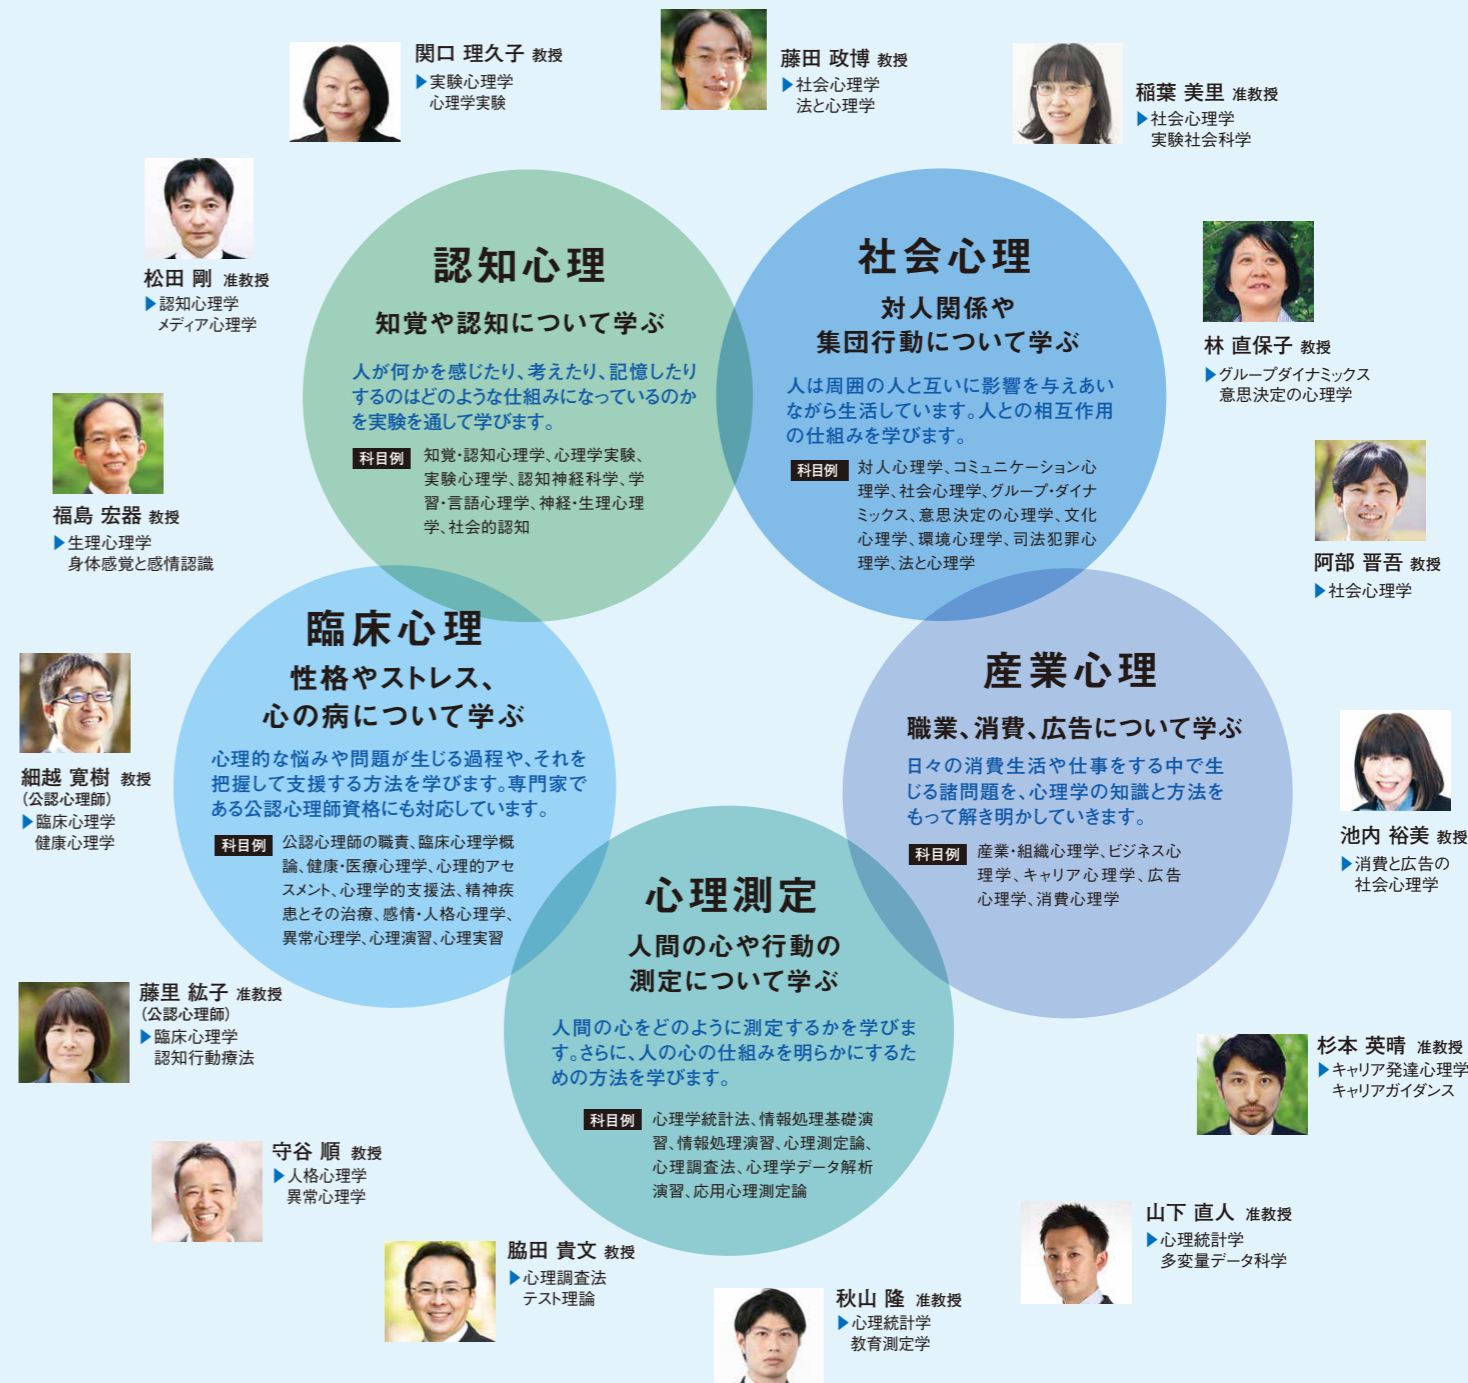 関口 理久子 教授
▶実験心理学
心理学実験
藤田 政博 教授
▶社会心理学
法と心理学
稲葉 美里 准教授
▶社会心理学
実験社会科学
松田 剛 准教授
▶認知心理学
メディア心理学
林 直保子 教授
▶グループダイナミックス
意思決定の心理学
福島 宏器 教授
▶生理心理学
身体感覚と感情認識
阿部 晋吾 教授
▶社会心理学
細越 寛樹 教授
(公認心理師)
▶臨床心理学
健康心理学
池内 裕美 教授
▶消費と広告の
社会心理学
藤里 紘子 准教授
(公認心理師)
▶臨床心理学
認知行動療法
杉本 英晴 准教授
▶キャリア発達心理学
キャリアガイダンス
守谷 順 教授
▶人格心理学
異常心理学
山下 直人 准教授
▶心理統計学
多変量データ科学
脇田 貴文 教授
▶心理調査法
テスト理論
秋山 隆 准教授
▶心理統計学
教育測定学
認知心理
知覚や認知について学ぶ
人が何かを感じたり、考えたり、記憶したり
するのはどのような仕組みになっているのか
を実験を通して学びます。
科目例 知覚・認知心理学、心理学実験、
実験心理学、認知神経科学、学
習・言語心理学、神経・生理心理
学、社会的認知
社会心理
対人関係や
集団行動について学ぶ
人は周囲の人と互いに影響を与えあい
ながら生活しています。人との相互作用
の仕組みを学びます。
科目例 対人心理学、コミュニケーション心
理学、社会心理学、グループ・ダイナ
ミックス、意思決定の心理学、文化
心理学、環境心理学、司法犯罪心
理学、法と心理学
臨床心理
性格やストレス、
心の病について学ぶ
心理的な悩みや問題が生じる過程や、それを
把握して支援する方法を学びます。専門家で
ある公認心理師資格にも対応しています。
科目例 公認心理師の職責、臨床心理学概
論、健康・医療心理学、心理的アセ
スメント、心理学的支援法、精神疾
患とその治療、感情・人格心理学、
異常心理学、心理演習、心理実習
産業心理
職業、消費、広告について学ぶ
日々の消費生活や仕事をする中で生
じる諸問題を、心理学の知識と方法を
もって解き明かしていきます。
科目例 産業・組織心理学、ビジネス心
理学、キャリア心理学、広告
心理学、消費心理学
心理測定
人間の心や行動の
測定について学ぶ
人間の心をどのように測定するかを学びま
す。さらに、人の心の仕組みを明らかにするた
めの方法を学びます。
科目例 心理学統計法、情報処理基礎演
習、情報処理演習、心理測定論、
心理調査法、心理学データ解析
演習、応用心理測定論